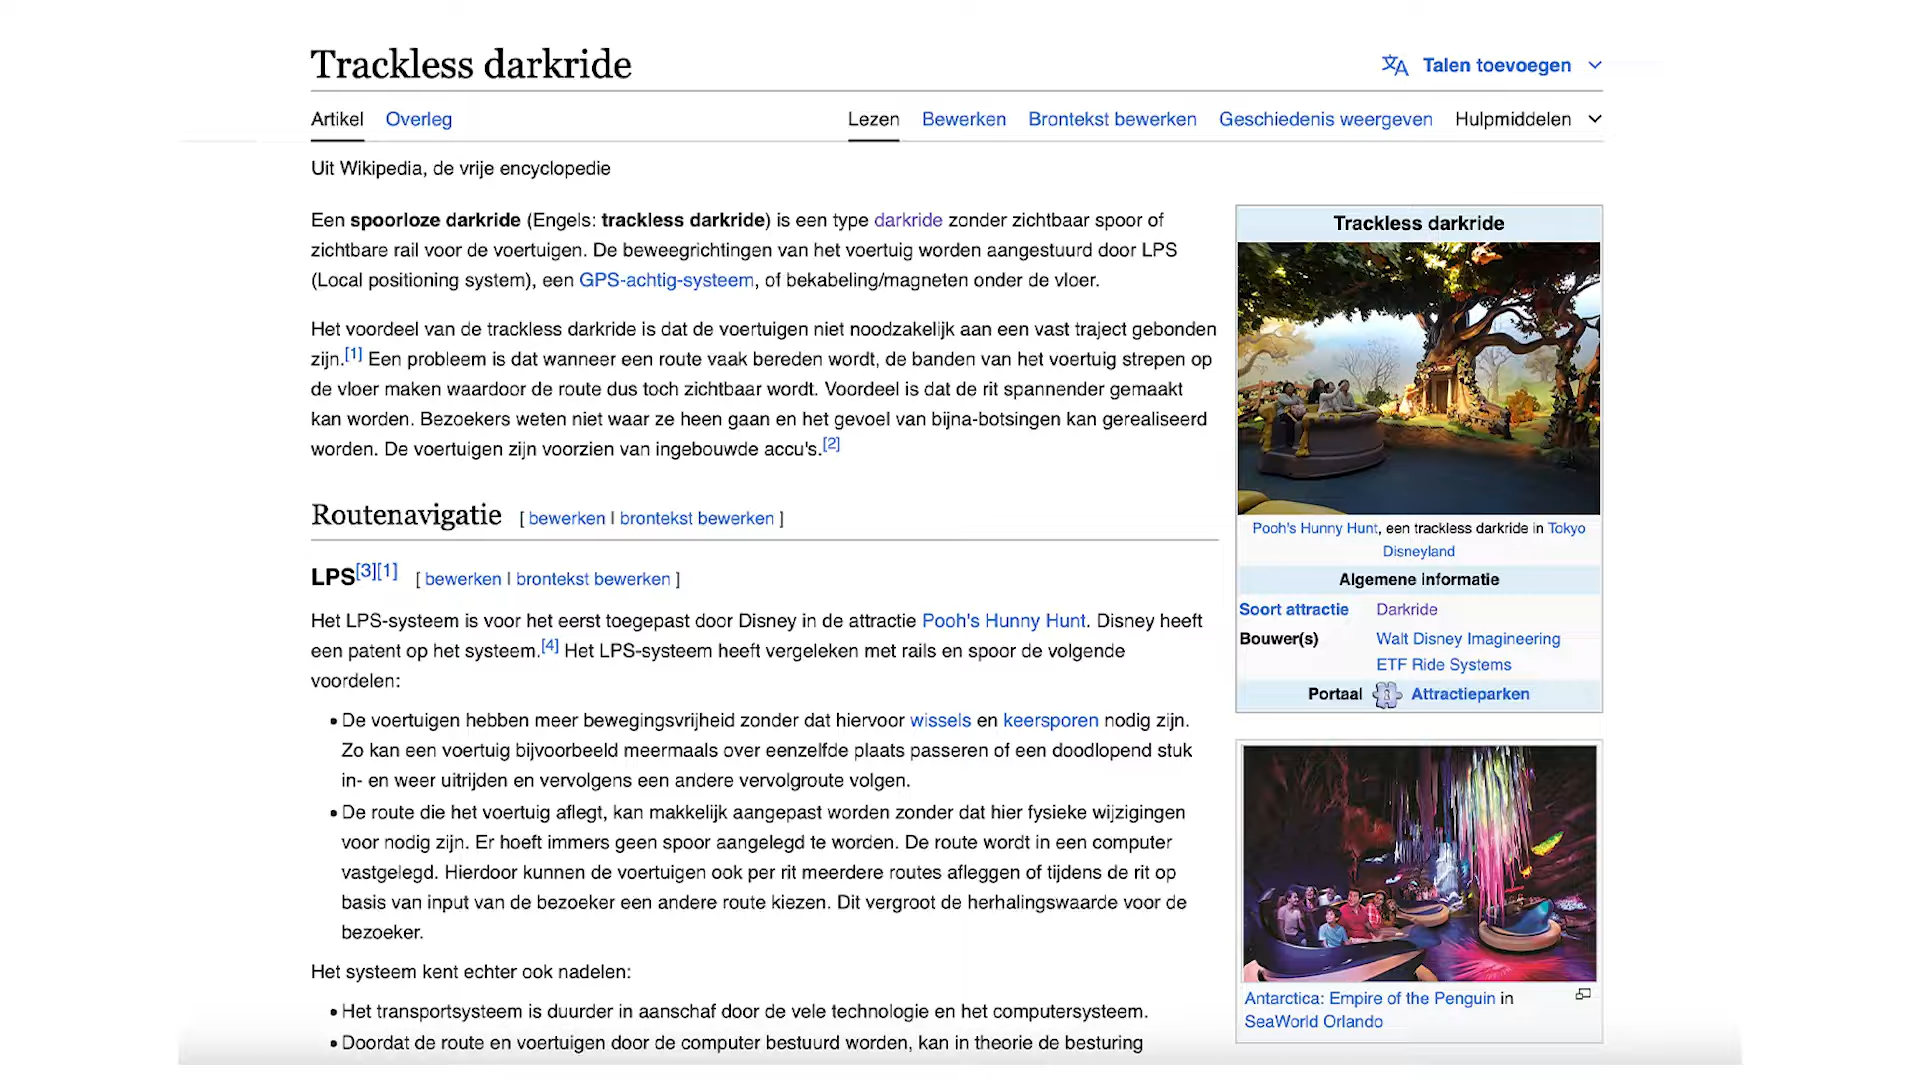 Trackless darkride
Talen toevoegen
Artikel Overleg
Lezen Bewerken Brontekst bewerken Geschiedenis weergeven Hulpmiddelen
Uit Wikipedia, de vrije encyclopedie
Een spoorloze darkride (Engels: trackless darkride) is een type darkride zonder zichtbaar spoor of
zichtbare rail voor de voertuigen. De beweegrichtingen van het voertuig worden aangestuurd door LPS
(Local positioning system), een GPS-achtig-systeem, of bekabeling/magneten onder de vloer.
Het voordeel van de trackless darkride is dat de voertuigen niet noodzakelijk aan een vast traject gebonden
zijn.[1] Een probleem is dat wanneer een route vaak bereden wordt, de banden van het voertuig strepen op
de vloer maken waardoor de route dus toch zichtbaar wordt. Voordeel is dat de rit spannender gemaakt
kan worden. Bezoekers weten niet waar ze heen gaan en het gevoel van bijna-botsingen kan gerealiseerd
worden. De voertuigen zijn voorzien van ingebouwde accu's.[2]
Routenavigatie [ bewerken | brontekst bewerken ]
LPS[3][1] [ bewerken | brontekst bewerken ]
Het LPS-systeem is voor het eerst toegepast door Disney in de attractie Pooh's Hunny Hunt. Disney heeft
een patent op het systeem.[4] Het LPS-systeem heeft vergeleken met rails en spoor de volgende
voordelen:
• De voertuigen hebben meer bewegingsvrijheid zonder dat hiervoor wissels en keersporen nodig zijn.
Zo kan een voertuig bijvoorbeeld meermaals over eenzelfde plaats passeren of een doodlopend stuk
in- en weer uitrijden en vervolgens een andere vervolgroute volgen.
• De route die het voertuig aflegt, kan makkelijk aangepast worden zonder dat hier fysieke wijzigingen
voor nodig zijn. Er hoeft immers geen spoor aangelegd te worden. De route wordt in een computer
vastgelegd. Hierdoor kunnen de voertuigen ook per rit meerdere routes afleggen of tijdens de rit op
basis van input van de bezoeker een andere route kiezen. Dit vergroot de herhalingswaarde voor de
bezoeker.
Het systeem kent echter ook nadelen:
• Het transportsysteem is duurder in aanschaf door de vele technologie en het computersysteem.
• Doordat de route en voertuigen door de computer bestuurd worden, kan in theorie de besturing
Trackless darkride
Pooh's Hunny Hunt, een trackless darkride in Tokyo
Disneyland
Algemene informatie
Soort attractie Darkride
Bouwer(s) Walt Disney Imagineering
ETF Ride Systems
Portaal Attractieparken
Antarctica: Empire of the Penguin in
SeaWorld Orlando